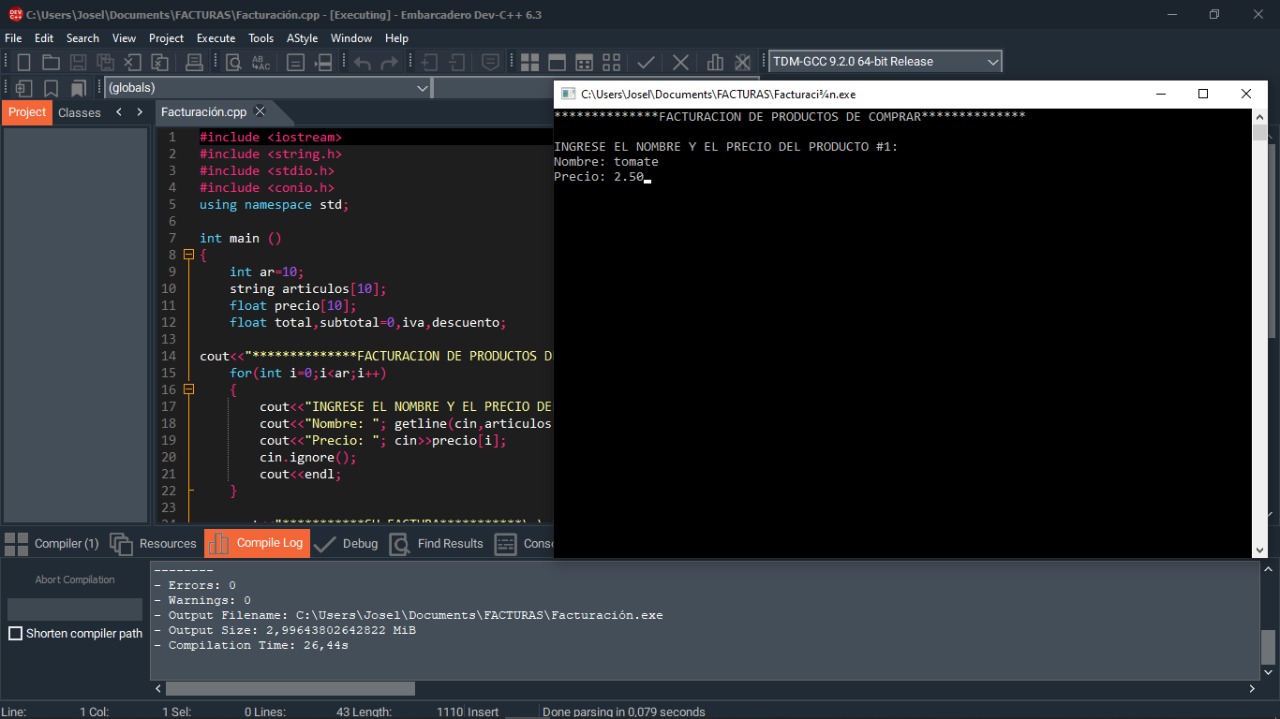 C:\Users\Josel\Documents\FACTURAS\Facturación.cpp - [Executing] - Embarcadero Dev-C++ 6.3
File Edit Search View Project Execute Tools AStyle Window Help
TDM-GCC 9.2.0 64-bit Release
(globals)
Project Classes
Facturación.cpp
1 #include <iostream>
2 #include <string.h>
3 #include <stdio.h>
4 #include <conio.h>
5 using namespace std;
6
7 int main ()
8 {
9 int ar=10;
10 string articulos[10];
11 float precio[10];
12 float total,subtotal=0,iva,descuento;
13
14 cout<<"**************FACTURACION DE PRODUCTOS D
15 for(int i=0;i<ar;i++)
16 {
17 cout<<"INGRESE EL NOMBRE Y EL PRECIO DE
18 cout<<"Nombre: "; getline(cin,articulos
19 cout<<"Precio: "; cin>>precio[i];
20 cin.ignore();
21 cout<<endl;
22 }
23
C:\Users\Josel\Documents\FACTURAS\Facturaci¾n.exe
**************FACTURACION DE PRODUCTOS DE COMPRAR**************
INGRESE EL NOMBRE Y EL PRECIO DEL PRODUCTO #1:
Nombre: tomate
Precio: 2.50
Compiler (1) Resources Compile Log Debug Find Results Conso
Abort Compilation
Shorten compiler path
--------
- Errors: 0
- Warnings: 0
- Output Filename: C:\Users\Josel\Documents\FACTURAS\Facturación.exe
- Output Size: 2,99643802642822 MiB
- Compilation Time: 26,44s
Line: 1 Col: 1 Sel: 0 Lines: 43 Length: 1110 Insert Done parsing in 0,079 seconds